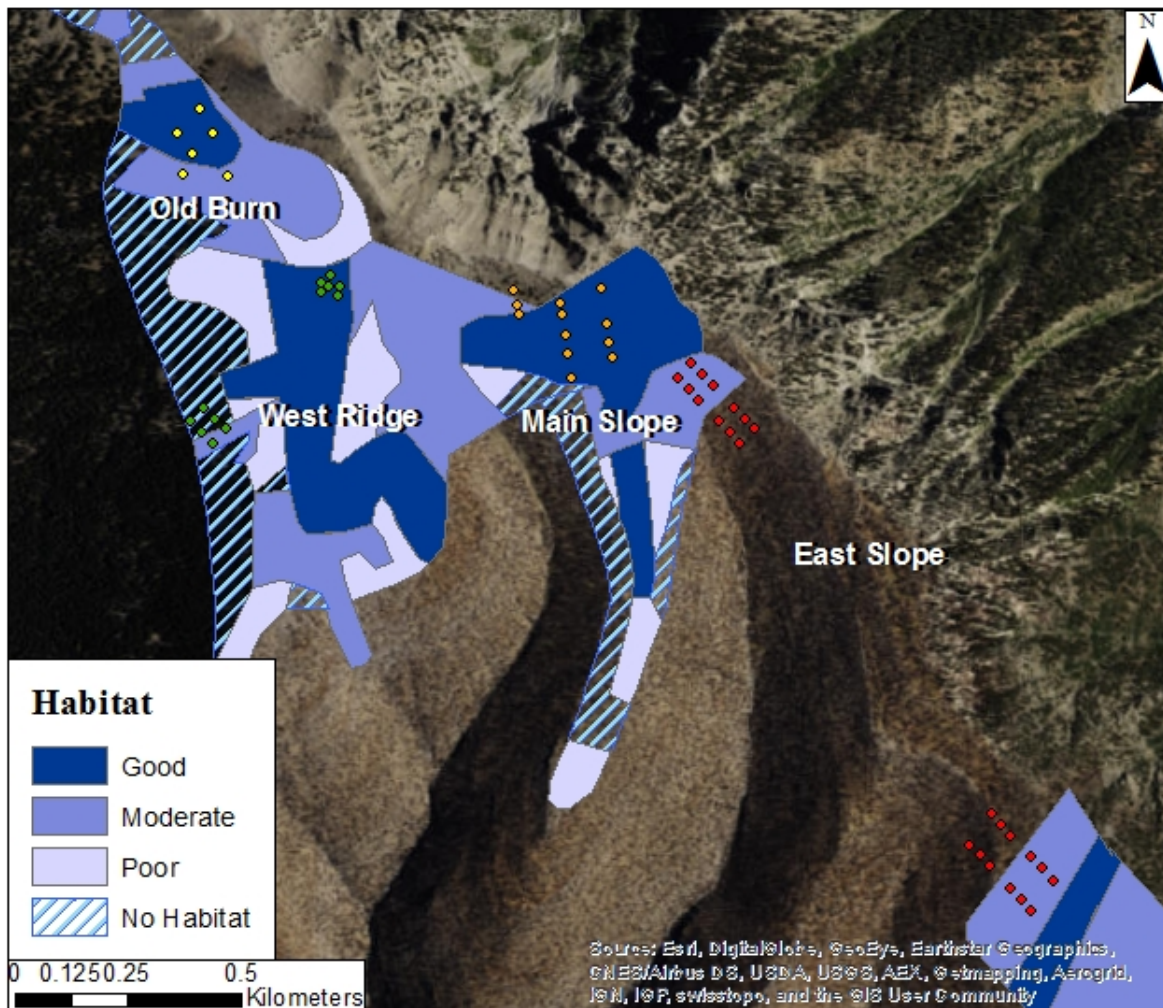 N
Old Burn
West Ridge
Main Slope
East Slope
Habitat
Good
Moderate
Poor
No Habitat
0 0.125 0.25 0.5
Kilometers
Source: Esri, DigitalGlobe, GeoEye, Earthstar Geographics,
CNES/Airbus DS, USDA, USGS, AEX, Getmapping, Aerogrid,
IGN, IGP, swisstopo, and the GIS User Community